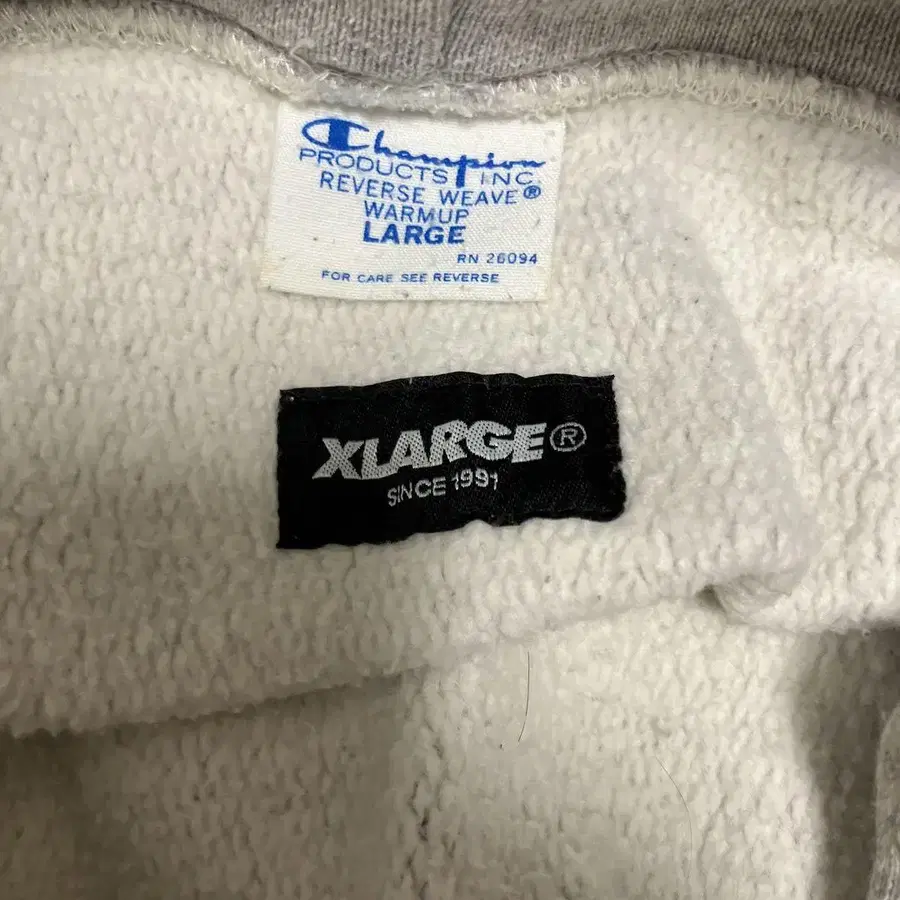 Champion
PRODUCTS INC
REVERSE WEAVE®
WARMUP
LARGE
RN 26094
FOR CARE SEE REVERSE
XLARGE®
SINCE 1991